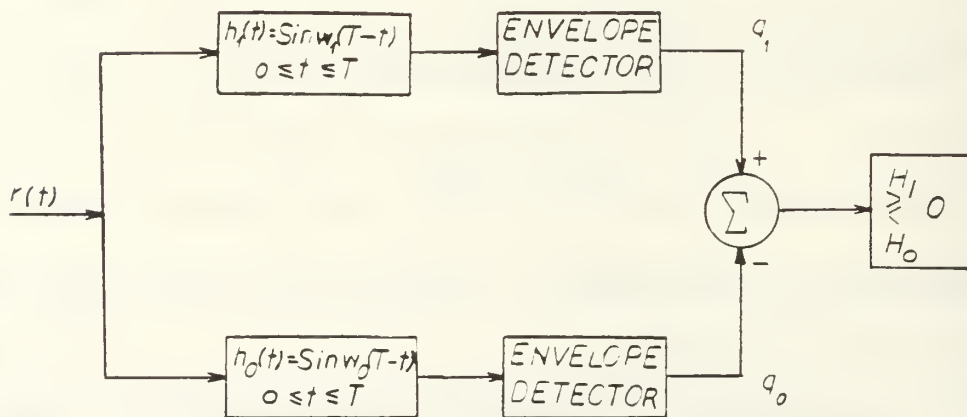 h₁(t)=Sin w₁(T-t)
0 ≤ t ≤ T
ENVELOPE
DETECTOR
q₁
r(t)
+
Σ
-
H₁
≷ 0
H₀
h₀(t)=Sin w₀(T-t)
0 ≤ t ≤ T
ENVELOPE
DETECTOR
q₀